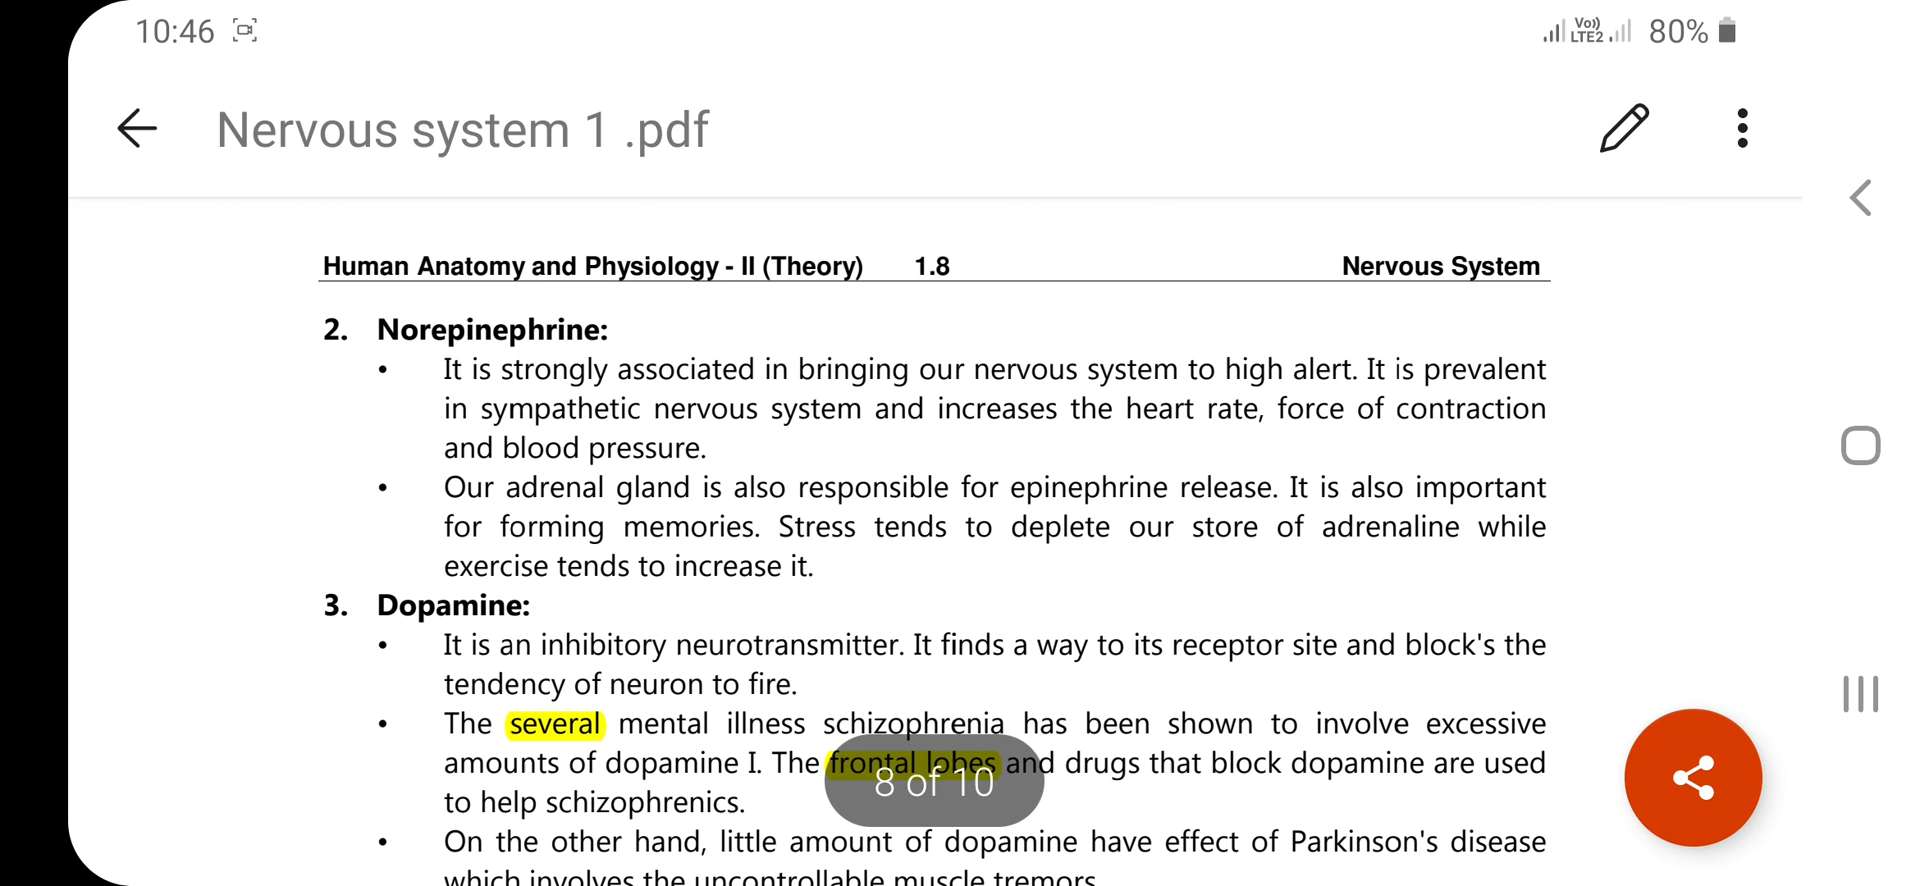 10:46 Vo)) LTE2 80%
Nervous system 1 .pdf
Human Anatomy and Physiology - II (Theory) 1.8 Nervous System
2. Norepinephrine:
• It is strongly associated in bringing our nervous system to high alert. It is prevalent
in sympathetic nervous system and increases the heart rate, force of contraction
and blood pressure.
• Our adrenal gland is also responsible for epinephrine release. It is also important
for forming memories. Stress tends to deplete our store of adrenaline while
exercise tends to increase it.
3. Dopamine:
• It is an inhibitory neurotransmitter. It finds a way to its receptor site and block's the
tendency of neuron to fire.
• The several mental illness schizophrenia has been shown to involve excessive
amounts of dopamine I. The frontal lobes and drugs that block dopamine are used
8 of 10
to help schizophrenics.
• On the other hand, little amount of dopamine have effect of Parkinson's disease
which involves the uncontrollable muscle tremors.